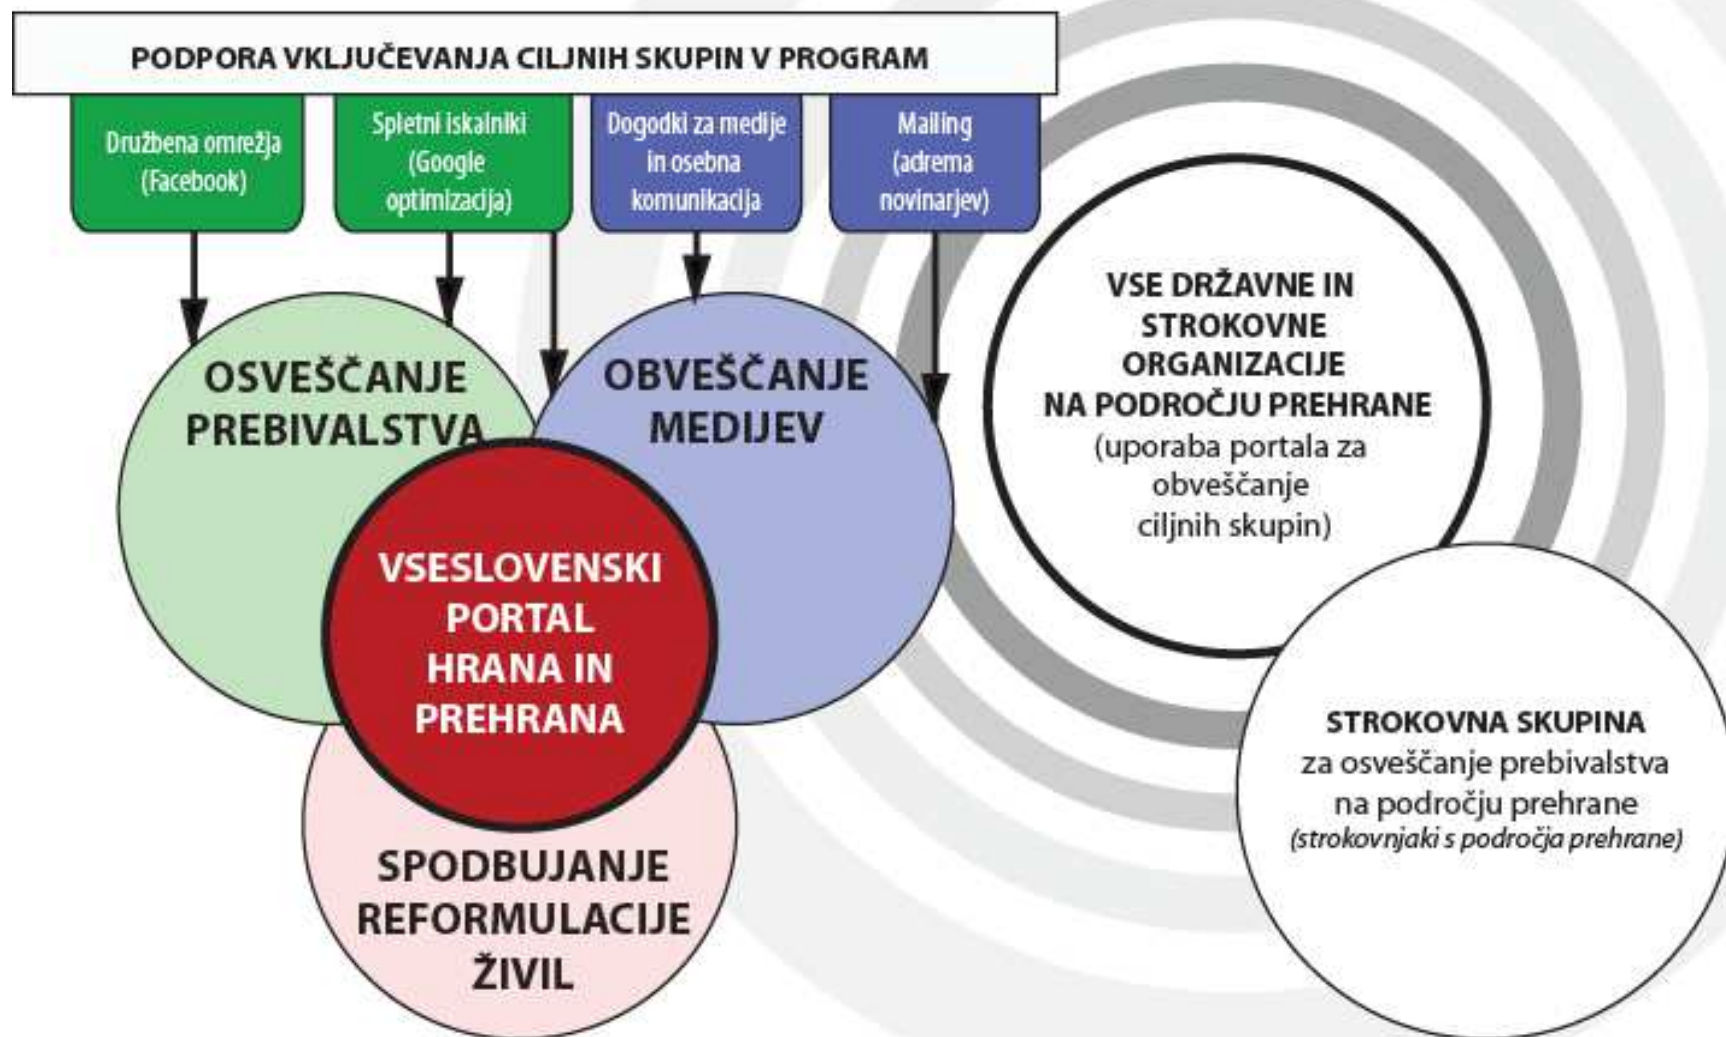 PODPORA VKLJUČEVANJA CILJNIH SKUPIN V PROGRAM
Družbena omrežja
(Facebook)
Spletni iskalniki
(Google
optimizacija)
Dogodki za medije
in osebna
komunikacija
Mailing
(adrema
novinarjev)
OSVEŠČANJE
PREBIVALSTVA
OBVEŠČANJE
MEDIJEV
VSESLOVENSKI
PORTAL
HRANA IN
PREHRANA
SPODBUJANJE
REFORMULACIJE
ŽIVIL
VSE DRŽAVNE IN
STROKOVNE
ORGANIZACIJE
NA PODROČJU PREHRANE
(uporaba portala za
obveščanje
ciljnih skupin)
STROKOVNA SKUPINA
za osveščanje prebivalstva
na področju prehrane
(strokovnjaki s področja prehrane)